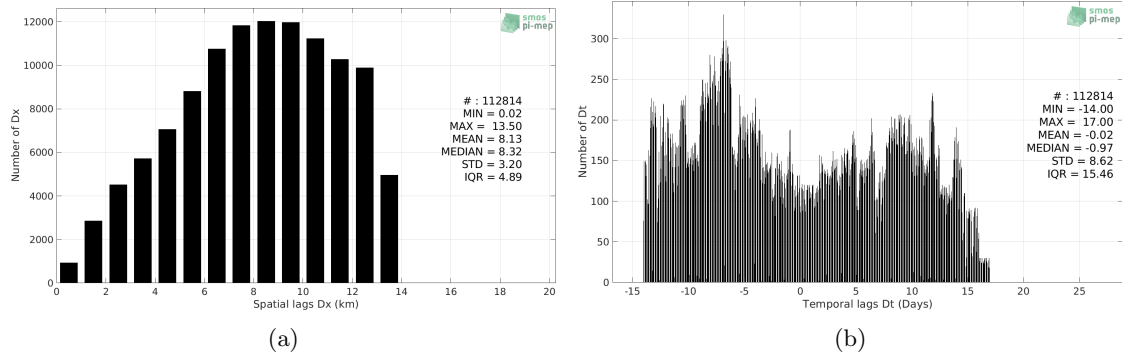 12000
10000
8000
6000
4000
2000
0
Number of Dx
smos
pi-mep
# : 112814
MIN = 0.02
MAX = 13.50
MEAN = 8.13
MEDIAN = 8.32
STD = 3.20
IQR = 4.89
0 2 4 6 8 10 12 14 16 18 20
Spatial lags Dx (km)
(a)
300
250
200
150
100
50
0
Number of Dt
smos
pi-mep
# : 112814
MIN = -14.00
MAX = 17.00
MEAN = -0.02
MEDIAN = -0.97
STD = 8.62
IQR = 15.46
-15 -10 -5 0 5 10 15 20 25
Temporal lags Dt (Days)
(b)